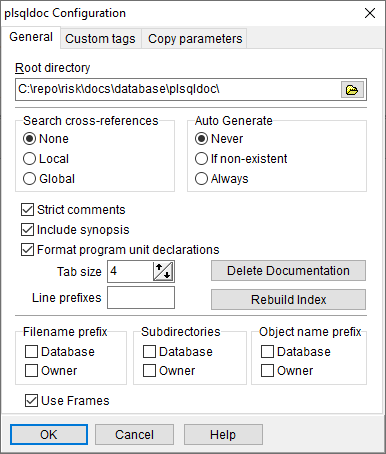 plsqldoc Configuration
General Custom tags Copy parameters
Root directory
C:\repo\risk\docs\database\plsqldoc\
Search cross-references Auto Generate
None Never
Local If non-existent
Global Always
Strict comments
Include synopsis
Format program unit declarations
Tab size 4 Delete Documentation
Line prefixes Rebuild Index
Filename prefix Subdirectories Object name prefix
Database Database Database
Owner Owner Owner
Use Frames
OK Cancel Help